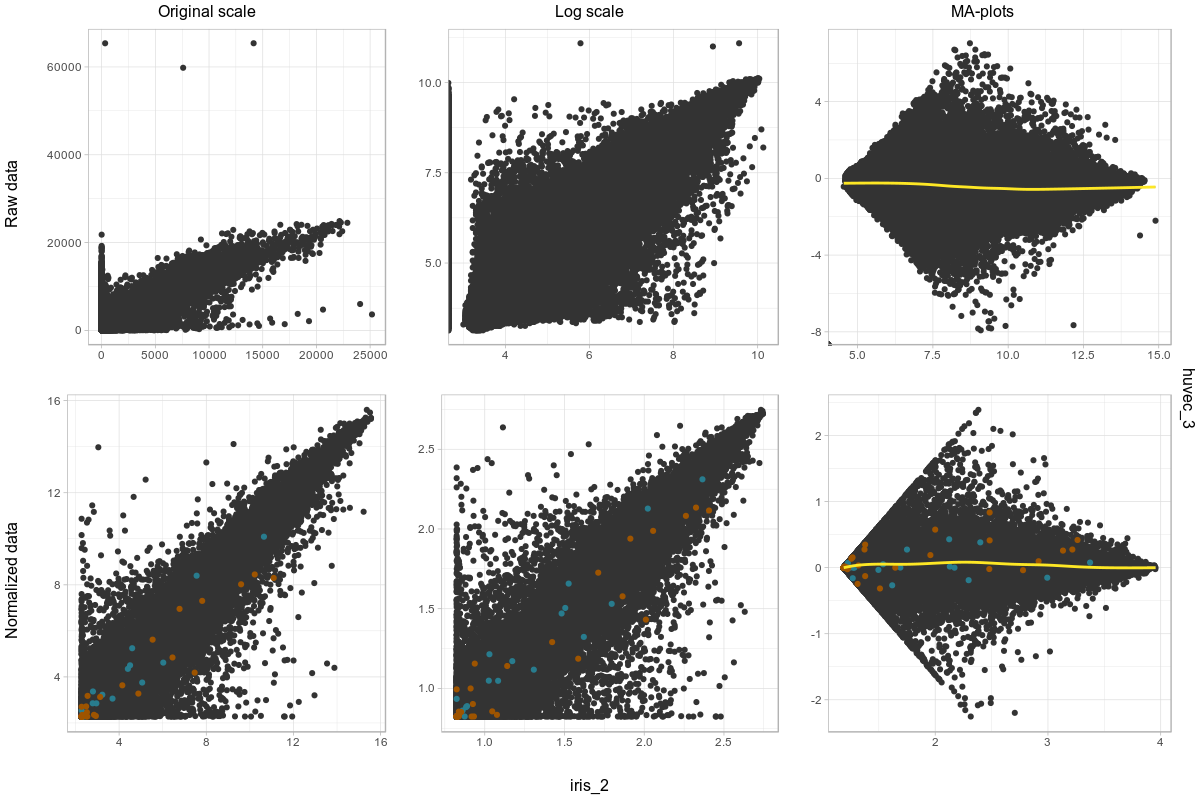 Original scale
Log scale
MA-plots
Raw data
60000
40000
20000
0
0 5000 10000 15000 20000 25000
10.0
7.5
5.0
4 6 8 10
4
0
-4
-8
5.0 7.5 10.0 12.5 15.0
huvec_3
Normalized data
16
12
8
4
4 8 12 16
2.5
2.0
1.5
1.0
1.0 1.5 2.0 2.5
2
1
0
-1
-2
2 3 4
iris_2